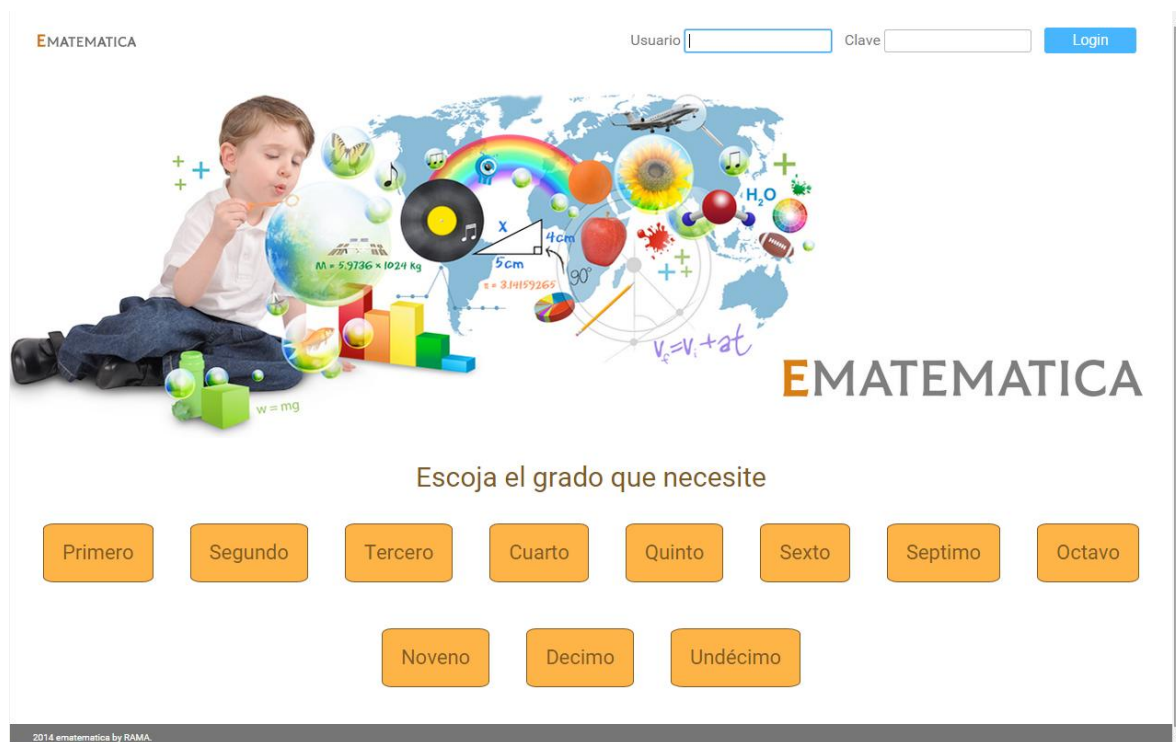 EMATEMATICA
Usuario
Clave
Login
H2O
x
4cm
5cm
90°
M = 5.9736 x 1024 kg
π = 3.14159265
Vf=Vi+at
w = mg
EMATEMATICA
Escoja el grado que necesite
Primero Segundo Tercero Cuarto Quinto Sexto Septimo Octavo
Noveno Decimo Undécimo
2014 ematematica by RAMA.